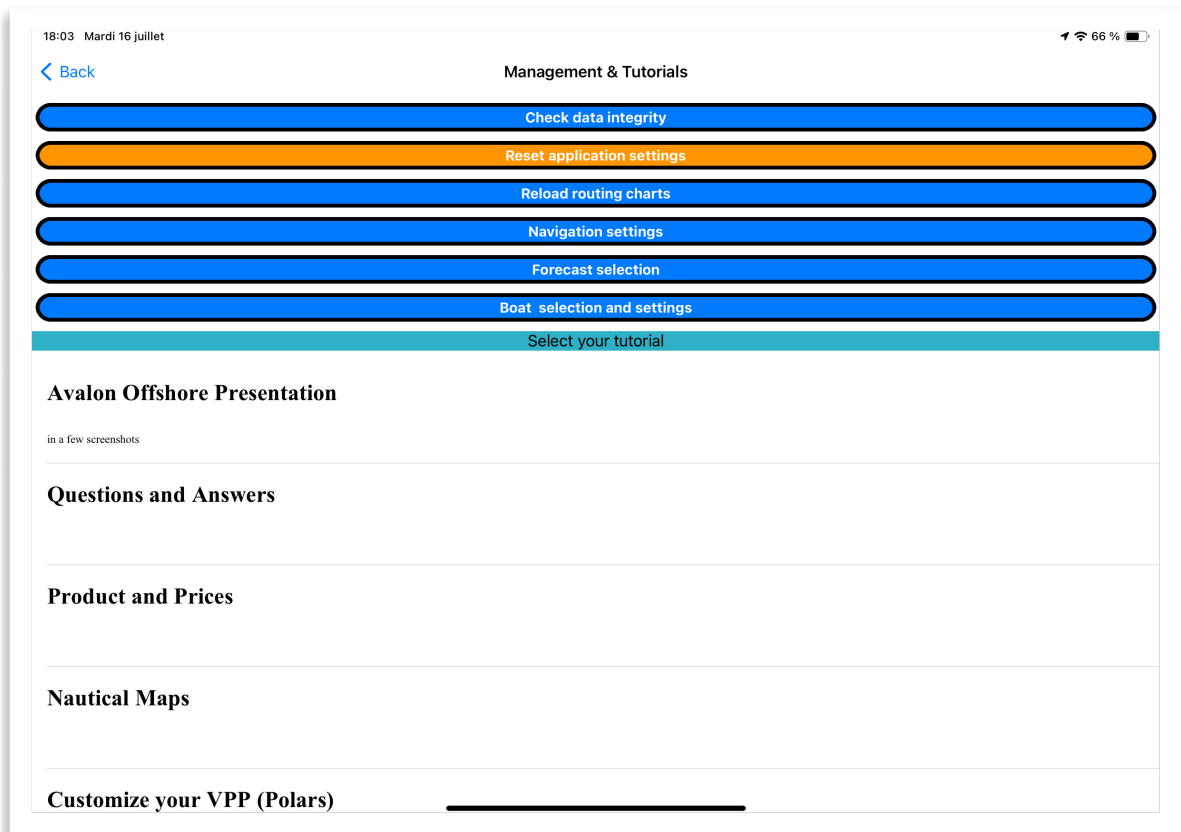 18:03 Mardi 16 juillet 66 %
Back Management & Tutorials
Check data integrity
Reset application settings
Reload routing charts
Navigation settings
Forecast selection
Boat  selection and settings
Select your tutorial
Avalon Offshore Presentation
in a few screenshots
Questions and Answers
Product and Prices
Nautical Maps
Customize your VPP (Polars)